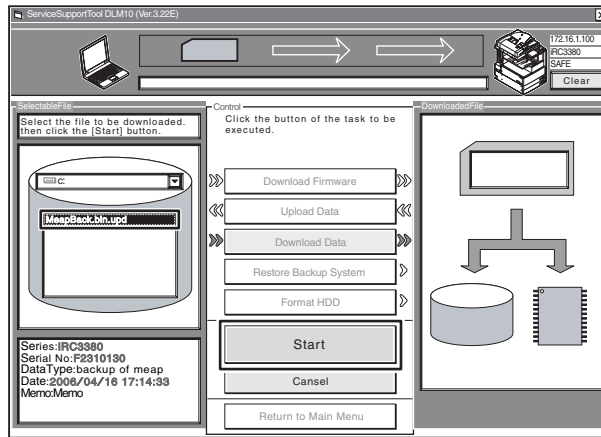 ServiceSupportTool DLM10 (Ver.3.22E)
X
172.16.1.100
iRC3380
SAFE
Clear
SelectableFile
Select the file to be downloaded.
then click the [Start] button.
C:
MeapBack.bin.upd
Series:iRC3380
Serial No:F2310130
DataType:backup of meap
Date:2006/04/16 17:14:33
Memo:Memo
Control
Click the button of the task to be
executed.
Download Firmware
Upload Data
Download Data
Restore Backup System
Format HDD
Start
Cansel
Return to Main Menu
DownloadedFile